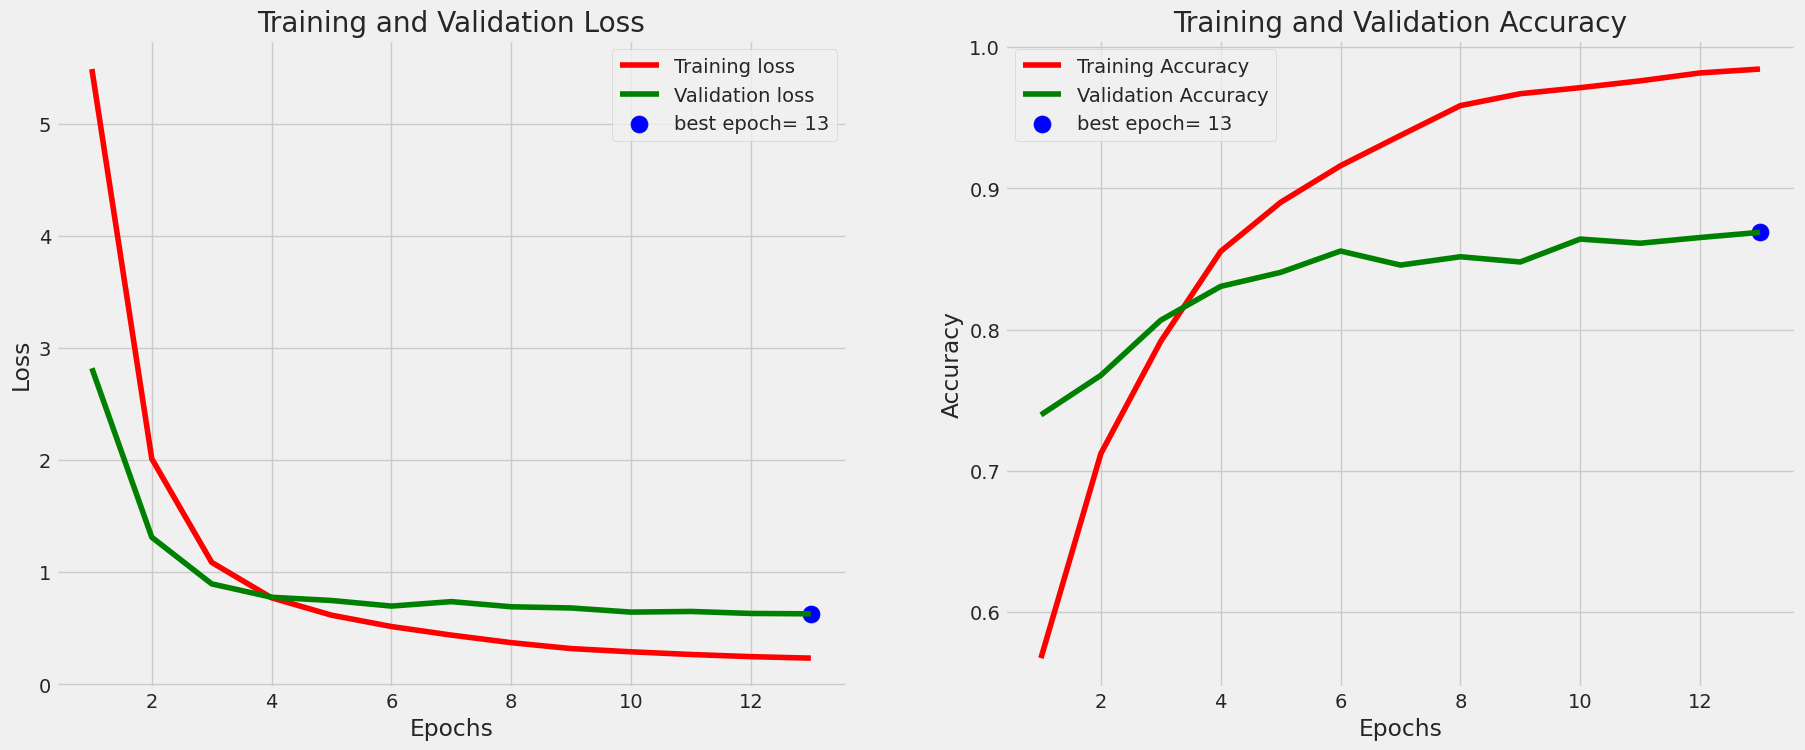 Training and Validation Loss
Training loss
Validation loss
best epoch= 13
5
4
3
2
1
0
Loss
2
4
6
8
10
12
Epochs
Training and Validation Accuracy
Training Accuracy
Validation Accuracy
best epoch= 13
1.0
0.9
0.8
0.7
0.6
Accuracy
2
4
6
8
10
12
Epochs